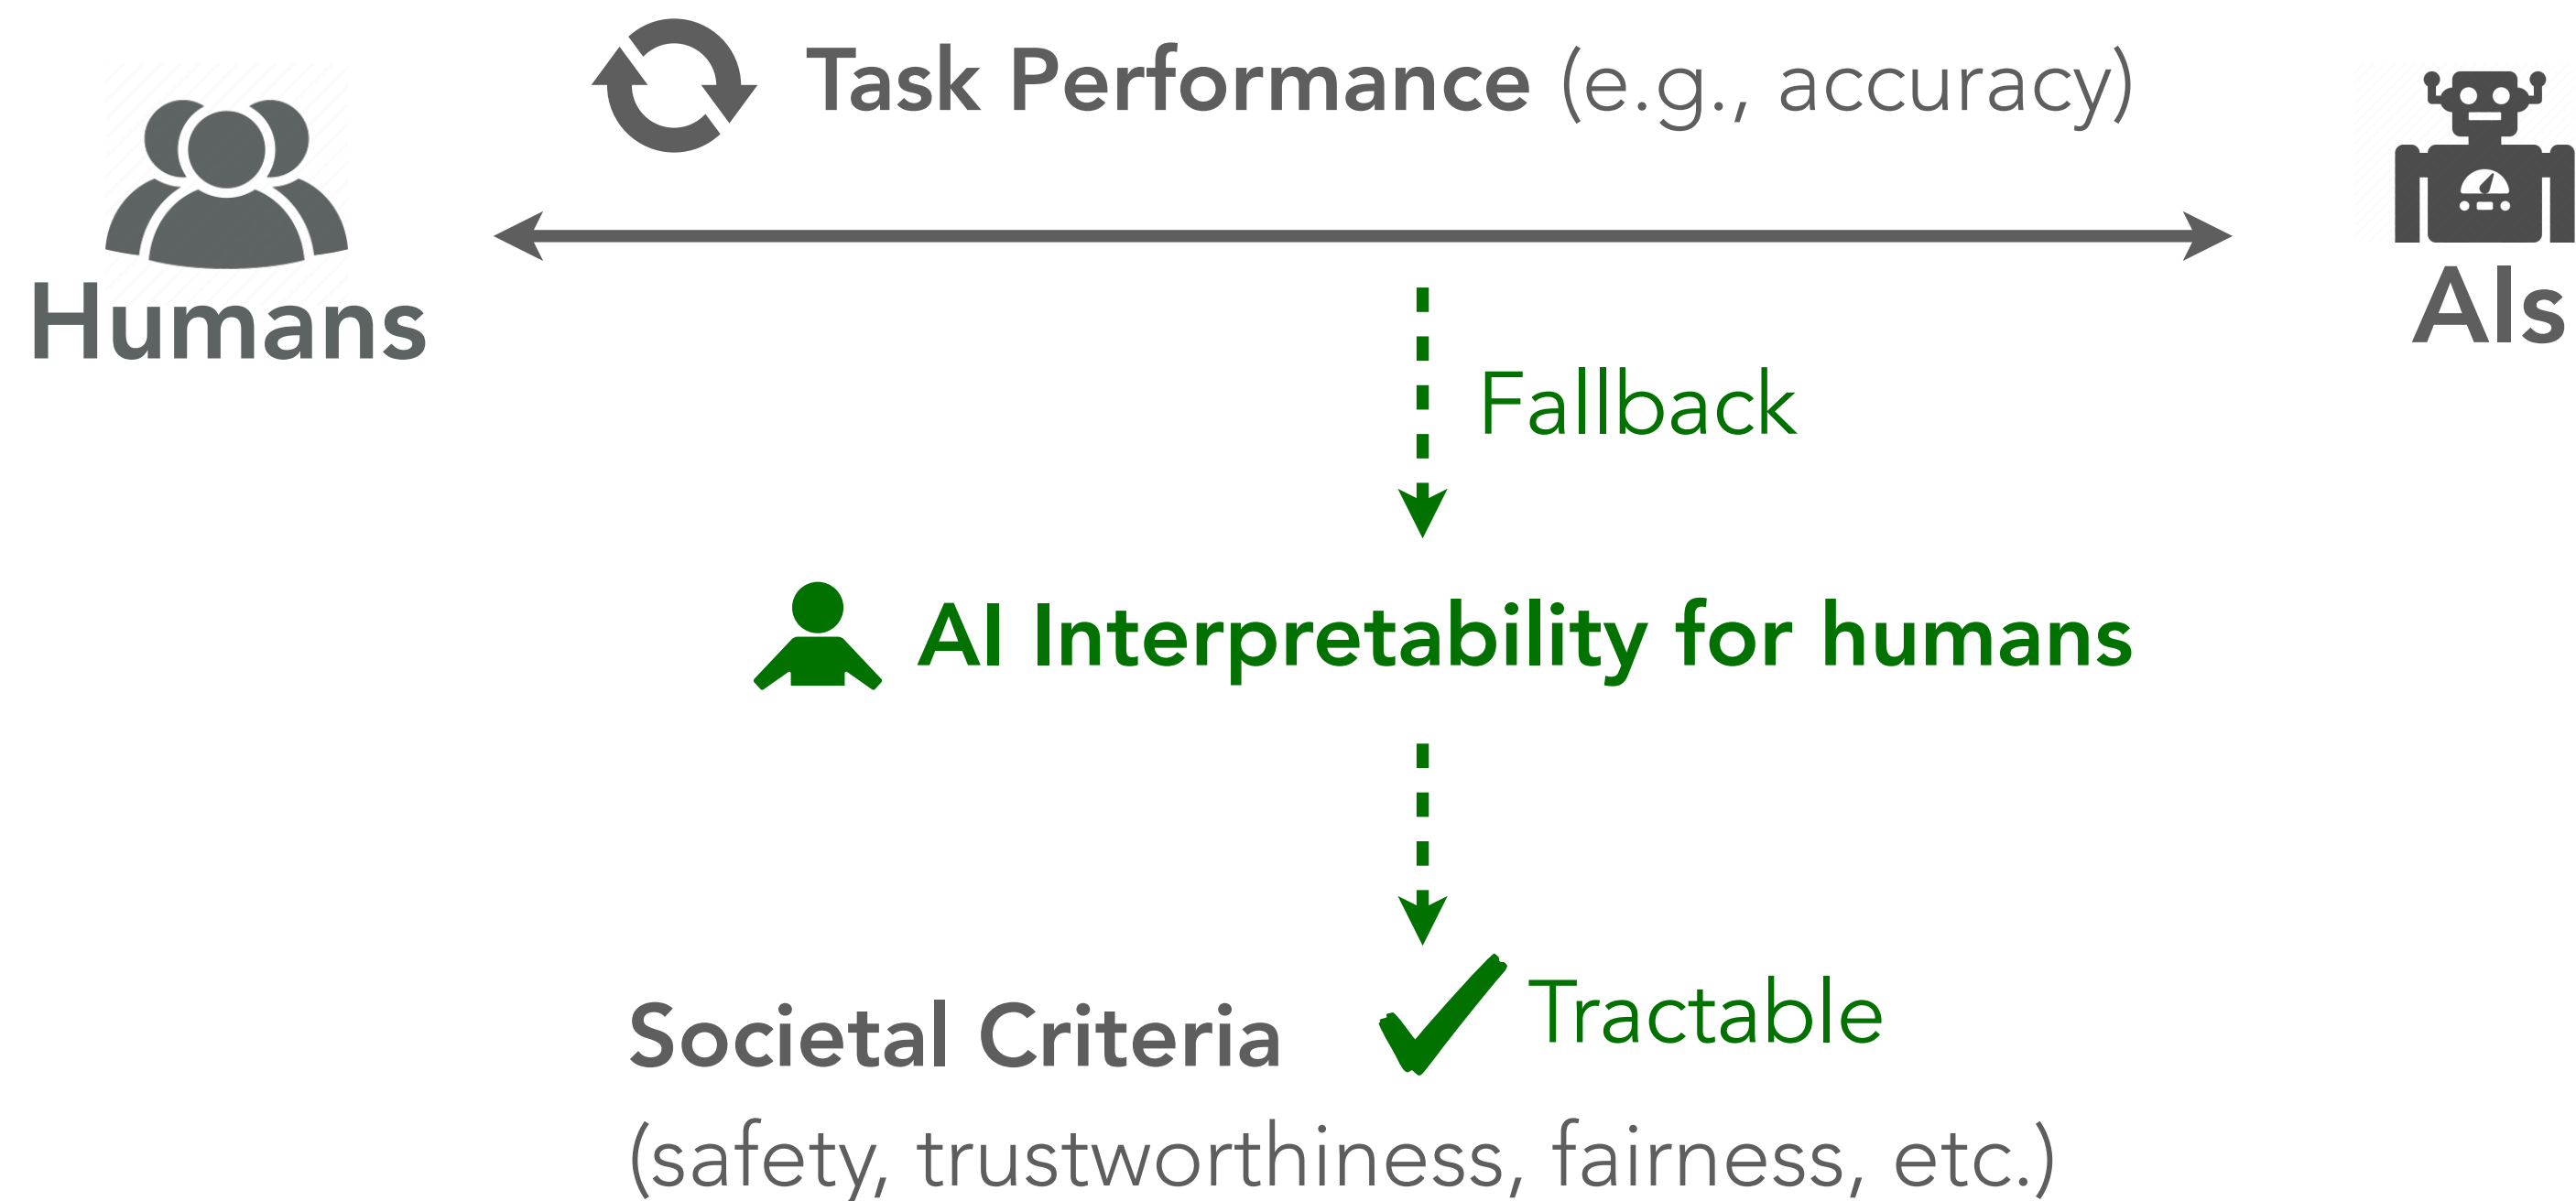 Task Performance (e.g., accuracy)
Humans
AIs
Fallback
AI Interpretability for humans
Societal Criteria
Tractable
(safety, trustworthiness, fairness, etc.)